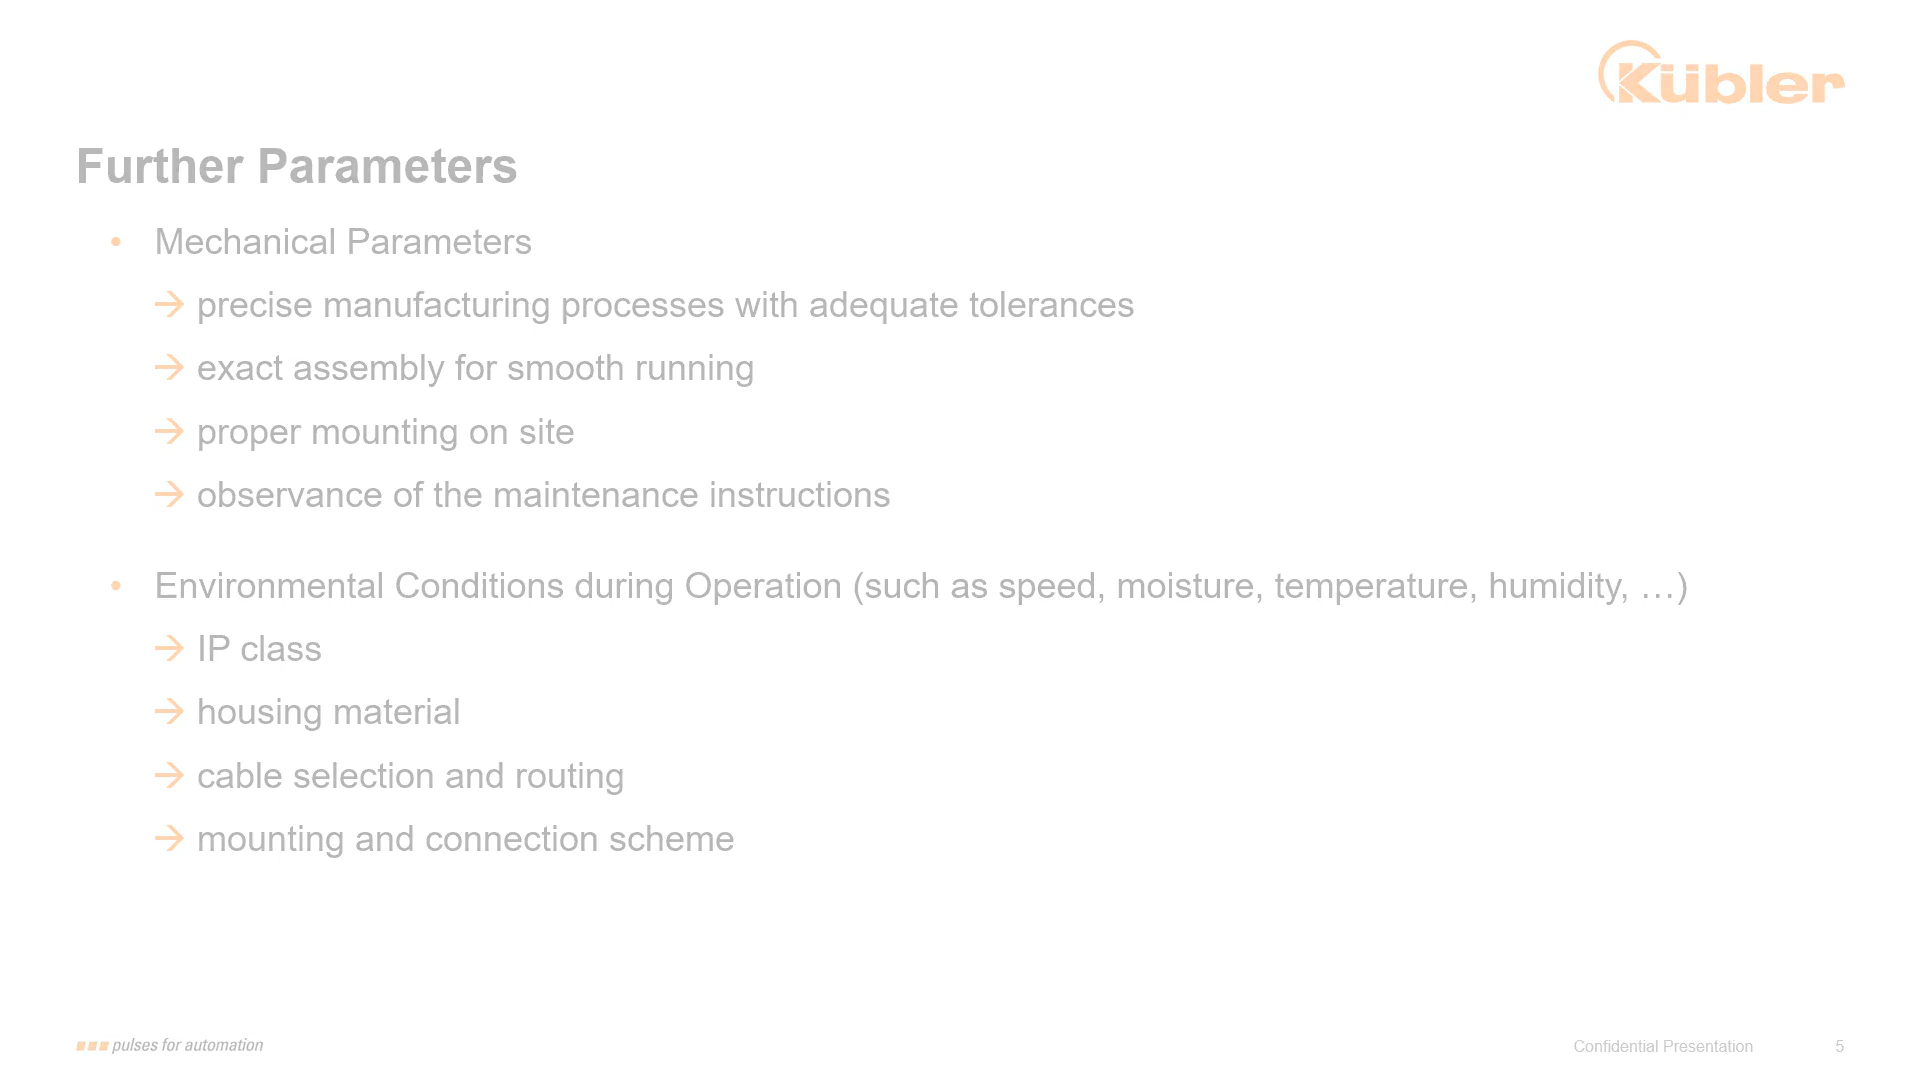 Kübler
Further Parameters
• Mechanical Parameters
→ precise manufacturing processes with adequate tolerances
→ exact assembly for smooth running
→ proper mounting on site
→ observance of the maintenance instructions
• Environmental Conditions during Operation (such as speed, moisture, temperature, humidity, …)
→ IP class
→ housing material
→ cable selection and routing
→ mounting and connection scheme
pulses for automation
Confidential Presentation 5